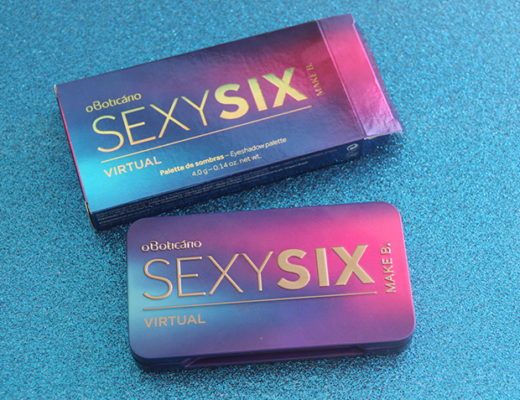 oBoticário
SEXYSIX
MAKE B.
VIRTUAL
Palette de sombras – Eyeshadow palette
4,0 g – 0.14 oz. net wt.
oBoticário
SEXYSIX
MAKE B.
VIRTUAL